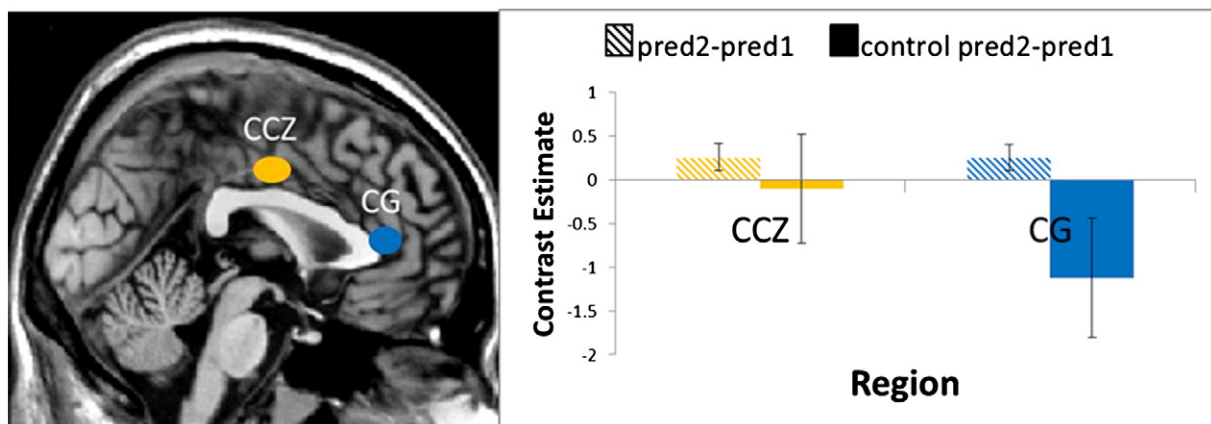 CCZ
CG
pred2-pred1 control pred2-pred1
Contrast Estimate
1
0.5
0
-0.5
-1
-1.5
-2
CCZ
CG
Region